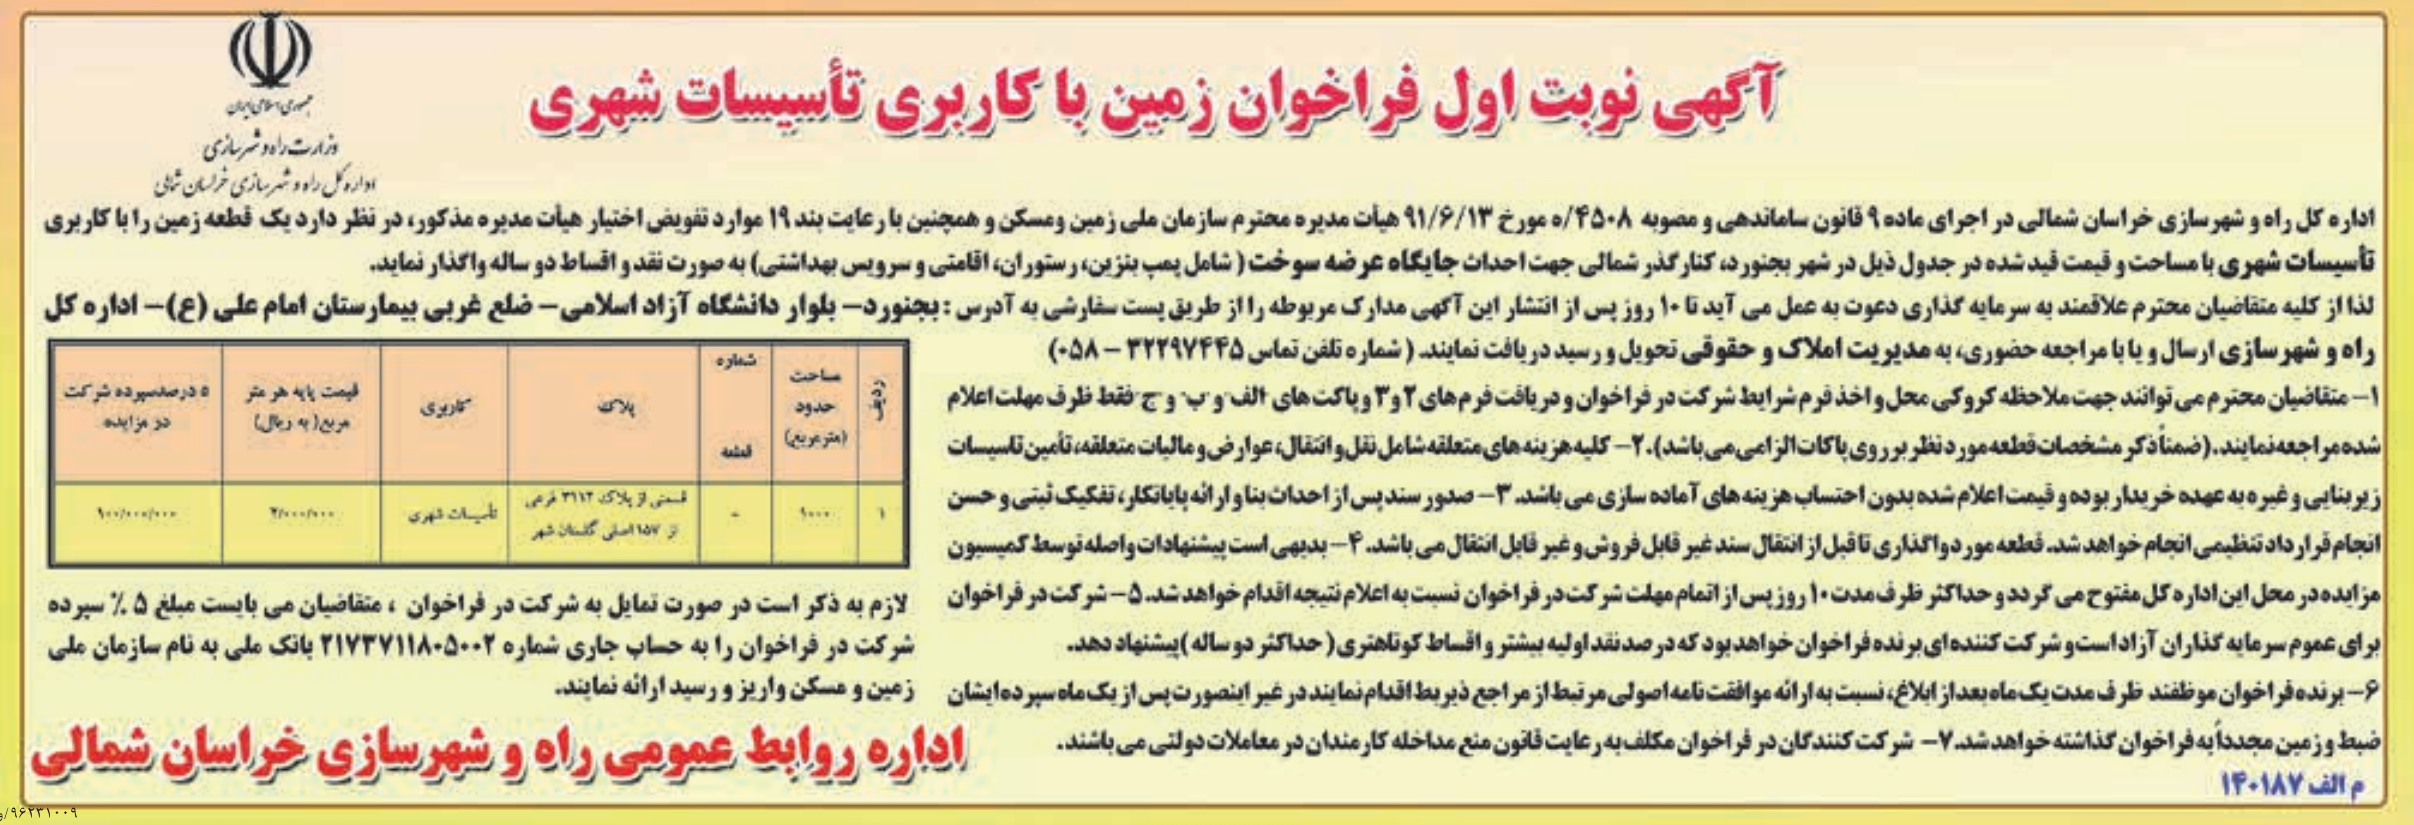 جمهوری اسلامی ایران
وزارت راه و شهرسازی
اداره کل راه و شهرسازی خراسان شمالی
آگهی نوبت اول فراخوان زمین با کاربری تأسیسات شهری
اداره کل راه و شهرسازی خراسان شمالی در اجرای ماده ۹ قانون ساماندهی و مصوبه ۴۵۰۸/ه مورخ ۹۱/۶/۱۳ هیأت مدیره محترم سازمان ملی زمین ومسکن و همچنین با رعایت بند ۱۹ موارد تفویض اختیار هیأت مدیره مذکور، در نظر دارد یک قطعه زمین را با کاربری
تأسیسات شهری با مساحت و قیمت قید شده در جدول ذیل در شهر بجنورد، کنار گذر شمالی جهت احداث جایگاه عرضه سوخت ( شامل پمپ بنزین، رستوران، اقامتی و سرویس بهداشتی) به صورت نقد و اقساط دو ساله واگذار نماید.
لذا از کلیه متقاضیان محترم علاقمند به سرمایه گذاری دعوت به عمل می آید تا ۱۰ روز پس از انتشار این آگهی مدارک مربوطه را از طریق پست سفارشی به آدرس : بجنورد– بلوار دانشگاه آزاد اسلامی– ضلع غربی بیمارستان امام علی (ع)– اداره کل
راه و شهرسازی ارسال و یا با مراجعه حضوری، به مدیریت املاک و حقوقی تحویل و رسید دریافت نمایند. ( شماره تلفن تماس ۳۲۲۹۷۴۴۵ – ۰۵۸)
۱– متقاضیان محترم می توانند جهت ملاحظه کروکی محل و اخذ فرم شرایط شرکت در فراخوان و دریافت فرم های ۲ و ۳ و پاکت های -الف- و -ب- و -ج- فقط ظرف مهلت اعلام
شده مراجعه نمایند. (ضمناً ذکر مشخصات قطعه مورد نظر بر روی پاکات الزامی می باشد). ۲– کلیه هزینه های متعلقه شامل نقل و انتقال، عوارض و مالیات متعلقه، تأمین تاسیسات
زیربنایی و غیره به عهده خریدار بوده و قیمت اعلام شده بدون احتساب هزینه های آماده سازی می باشد. ۳– صدور سند پس از احداث بنا و ارائه پایانکار، تفکیک ثبتی و حسن
انجام قرارداد تنظیمی انجام خواهد شد. قطعه مورد واگذاری تا قبل از انتقال سند غیر قابل فروش و غیر قابل انتقال می باشد. ۴– بدیهی است پیشنهادات واصله توسط کمیسیون
مزایده در محل این اداره کل مفتوح می گردد و حداکثر ظرف مدت ۱۰ روز پس از اتمام مهلت شرکت در فراخوان نسبت به اعلام نتیجه اقدام خواهد شد. ۵– شرکت در فراخوان
برای عموم سرمایه گذاران آزاد است و شرکت کننده ای برنده فراخوان خواهد بود که درصد نقد اولیه بیشتر و اقساط کوتاهتری ( حداکثر دو ساله ) پیشنهاد دهد.
۶– برنده فراخوان موظفند ظرف مدت یک ماه بعد از ابلاغ، نسبت به ارائه موافقت نامه اصولی مرتبط از مراجع ذیربط اقدام نمایند در غیر اینصورت پس از یک ماه سپرده ایشان
ضبط و زمین مجدداً به فراخوان گذاشته خواهد شد. ۷– شرکت کنندگان در فراخوان مکلف به رعایت قانون منع مداخله کارمندان در معاملات دولتی می باشند.
م الف ۱۴۰۱۸۷
ردیف | مساحت حدود (مترمربع) | شماره قطعه | پلاک | کاربری | قیمت پایه هر متر مربع( به ریال) | ۵ درصدسپرده شرکت در مزایده
۱ | ۱۰۰۰ | - | قسمتی از پلاک ۳۱۱۲ فرعی از ۱۵۷ اصلی گلستان شهر | تأسیسات شهری | ۲/۰۰۰/۰۰۰ | ۱۰۰/۰۰۰/۰۰۰
لازم به ذکر است در صورت تمایل به شرکت در فراخوان ، متقاضیان می بایست مبلغ ۵ % سپرده
شرکت در فراخوان را به حساب جاری شماره ۲۱۷۳۷۱۱۸۰۵۰۰۲ بانک ملی به نام سازمان ملی
زمین و مسکن واریز و رسید ارائه نمایند.
اداره روابط عمومی راه و شهرسازی خراسان شمالی
۹۶۲۳۱۰۰۹/